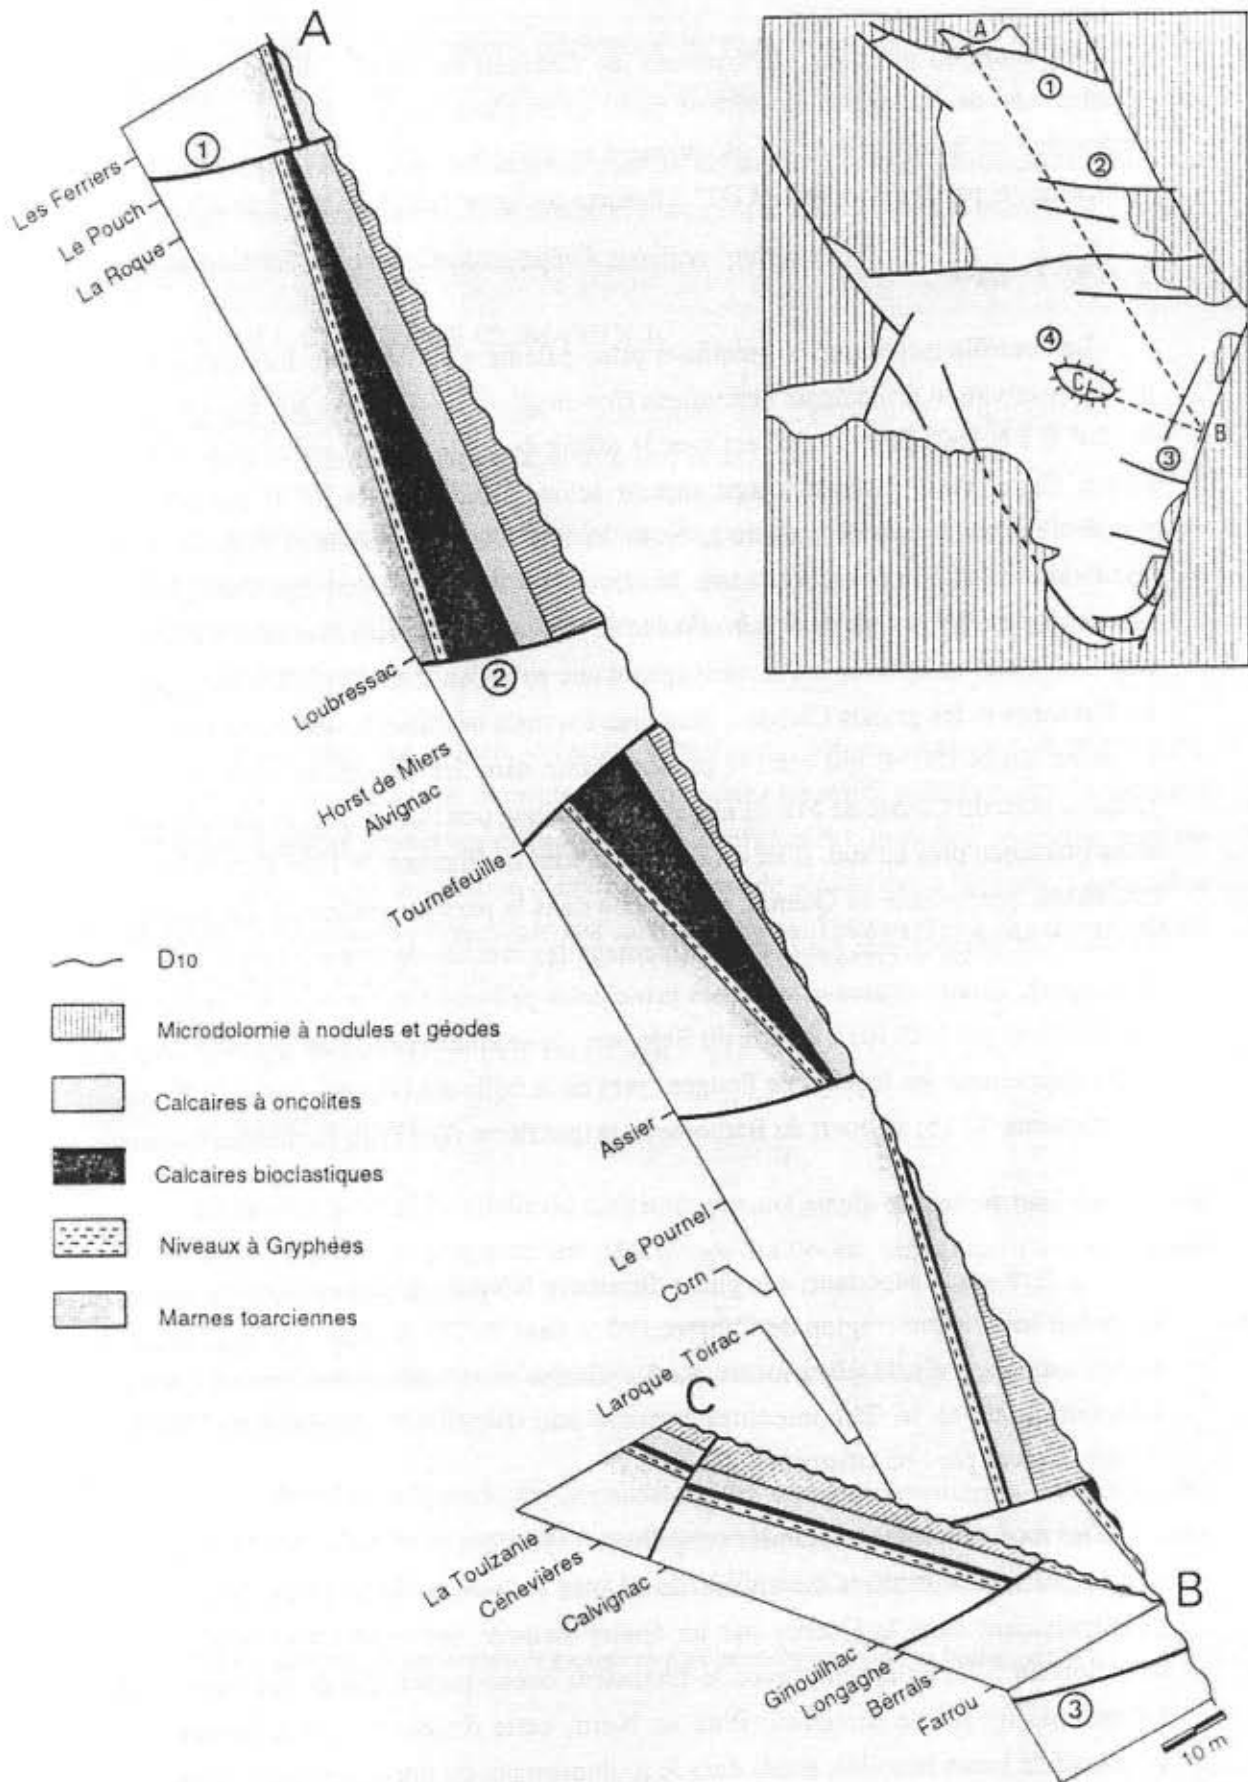 A
①
Les Ferriers
Le Pouch
La Roque
Loubressac
②
Horst de Miers
Alvignac
Tournefeuille
Assier
Le Pournel
Corn
Laroque Toirac
C
La Toulzanie
Cénevières
Calvignac
Ginouilhac
Longagne
Bérrals
Farrou
B
③
10 m
D10
Microdolomie à nodules et géodes
Calcaires à oncolites
Calcaires bioclastiques
Niveaux à Gryphées
Marnes toarciennes
A
①
②
④
Ch
B
③